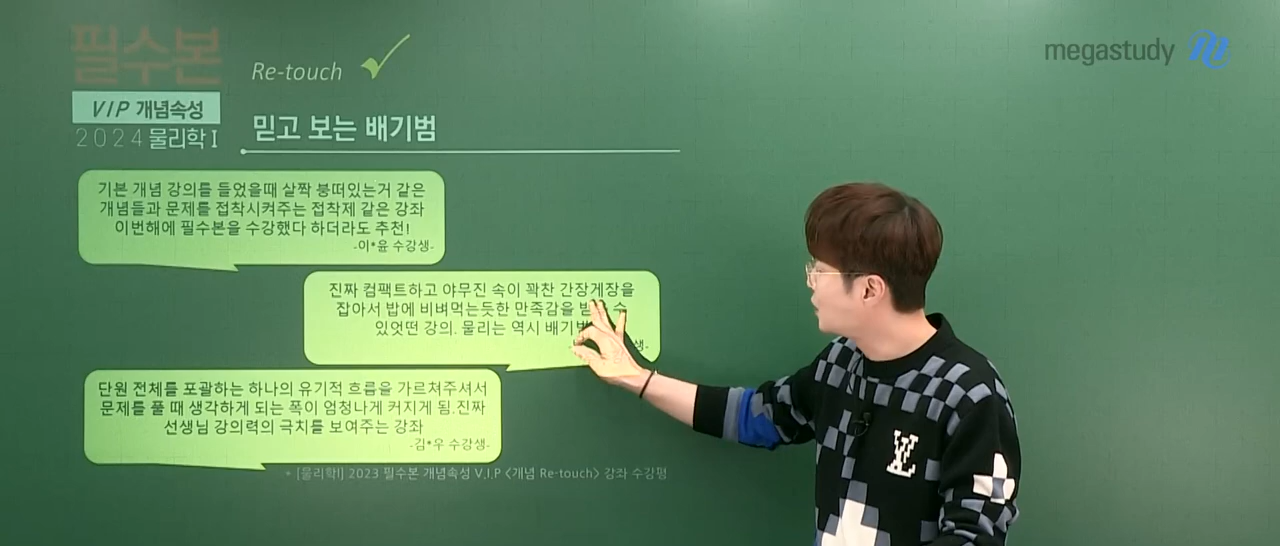 필수본
Re-touch
megastudy
VIP 개념속성
2024 물리학 I
믿고 보는 배기범
기본 개념 강의를 들었을때 살짝 붕떠있는거 같은
개념들과 문제를 접착시켜주는 접착제 같은 강좌
이번해에 필수본을 수강했다 하더라도 추천!
-이*윤 수강생-
진짜 컴팩트하고 야무진 속이 꽉찬 간장게장을
잡아서 밥에 비벼먹는듯한 만족감을 수
있엇떤 강의. 물리는 역시
단원 전체를 포괄하는 하나의 유기적 흐릅을 가르쳐주셔서
문제를 풀 때 생각하게 되는 폭이 엄청나게 커지게 됨.진짜
선생님 강의력의 극치를 보여주는 강좌
-김*우 수강생-
* [물리학I] 2023 필수본 개념속성 V.I.P <개념 Re-touch> 강좌 수강평